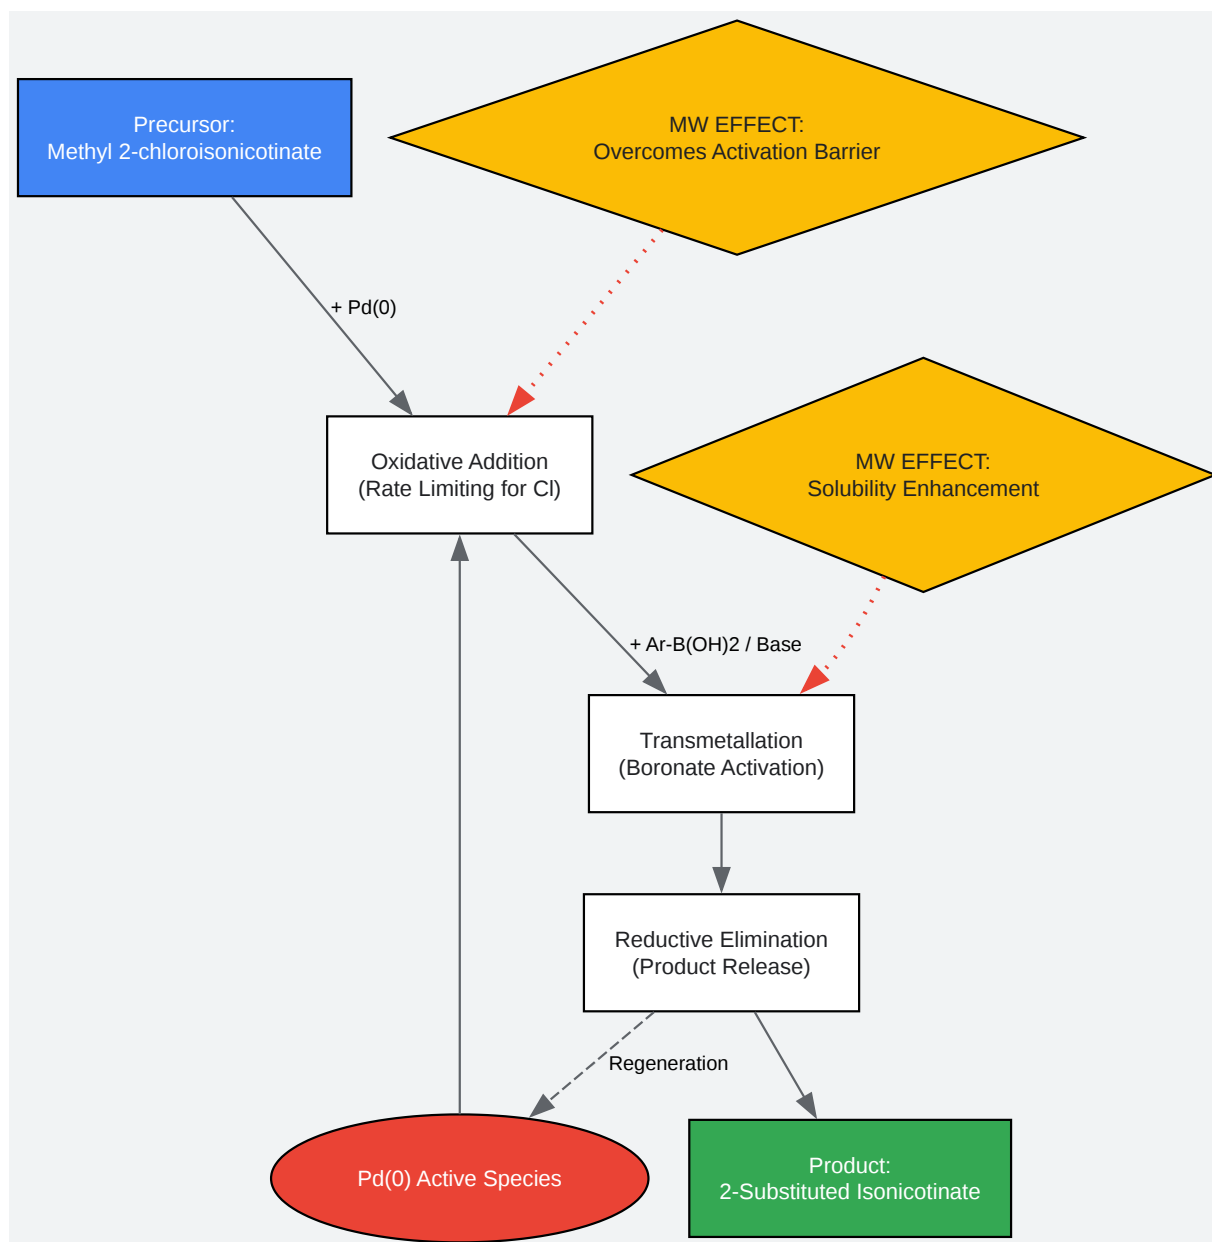 Precursor:
Methyl 2-chloroisonicotinate
MW EFFECT:
Overcomes Activation Barrier
+ Pd(0)
Oxidative Addition
(Rate Limiting for Cl)
MW EFFECT:
Solubility Enhancement
+ Ar-B(OH)2 / Base
Transmetallation
(Boronate Activation)
Reductive Elimination
(Product Release)
Regeneration
Pd(0) Active Species
Product:
2-Substituted Isonicotinate